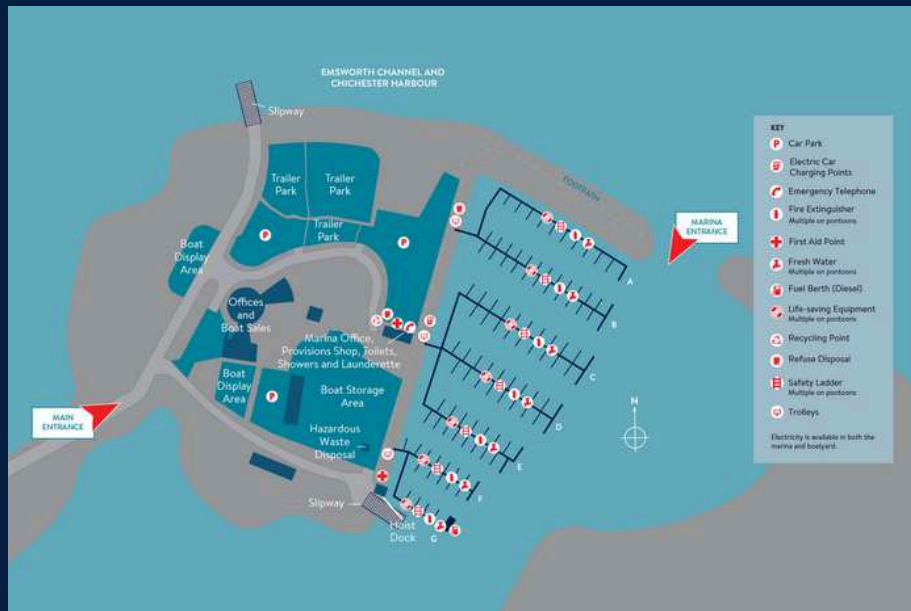 EMSWORTH CHANNEL AND
CHICHESTER HARBOUR
Slipway
Trailer
Park
Trailer
Park
Trailer
Park
P
P
FOOTPATH
MARINA
ENTRANCE
Boat
Display
Area
Offices
and
Boat Sales
Marina Office,
Provisions Shop, Toilets,
Showers and Launderette
Boat
Display
Area
P
Boat Storage
Area
Hazardous
Waste
Disposal
MAIN
ENTRANCE
Slipway
Hoist
Dock
A
B
C
D
E
F
G
N
KEY
P Car Park
Electric Car
Charging Points
Emergency Telephone
Fire Extinguisher
Multiple on pontoons
First Aid Point
Fresh Water
Multiple on pontoons
Fuel Berth (Diesel)
Life-saving Equipment
Multiple on pontoons
Recycling Point
Refuse Disposal
Safety Ladder
Multiple on pontoons
Trolleys
Electricity is available in both the
marina and boatyard.